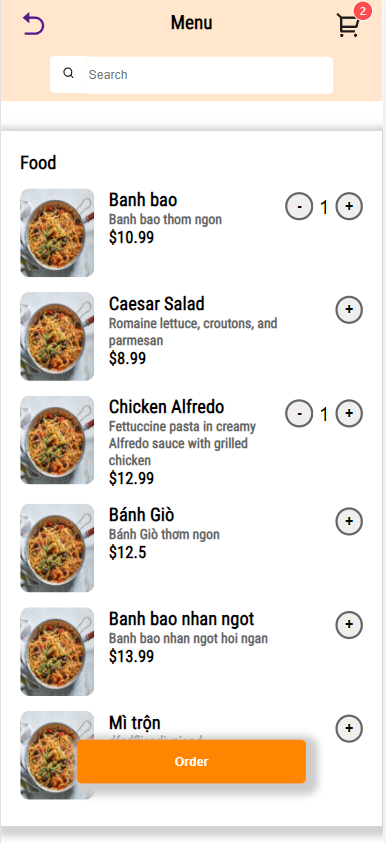 Menu
2
Search
Food
Banh bao
Banh bao thom ngon
$10.99
- 1 +
Caesar Salad
Romaine lettuce, croutons, and
parmesan
$8.99
+
Chicken Alfredo
Fettuccine pasta in creamy
Alfredo sauce with grilled
chicken
$12.99
- 1 +
Bánh Giò
Bánh Giò thơm ngon
$12.5
+
Banh bao nhan ngot
Banh bao nhan ngot hoi ngan
$13.99
+
Mì trộn
+
Order